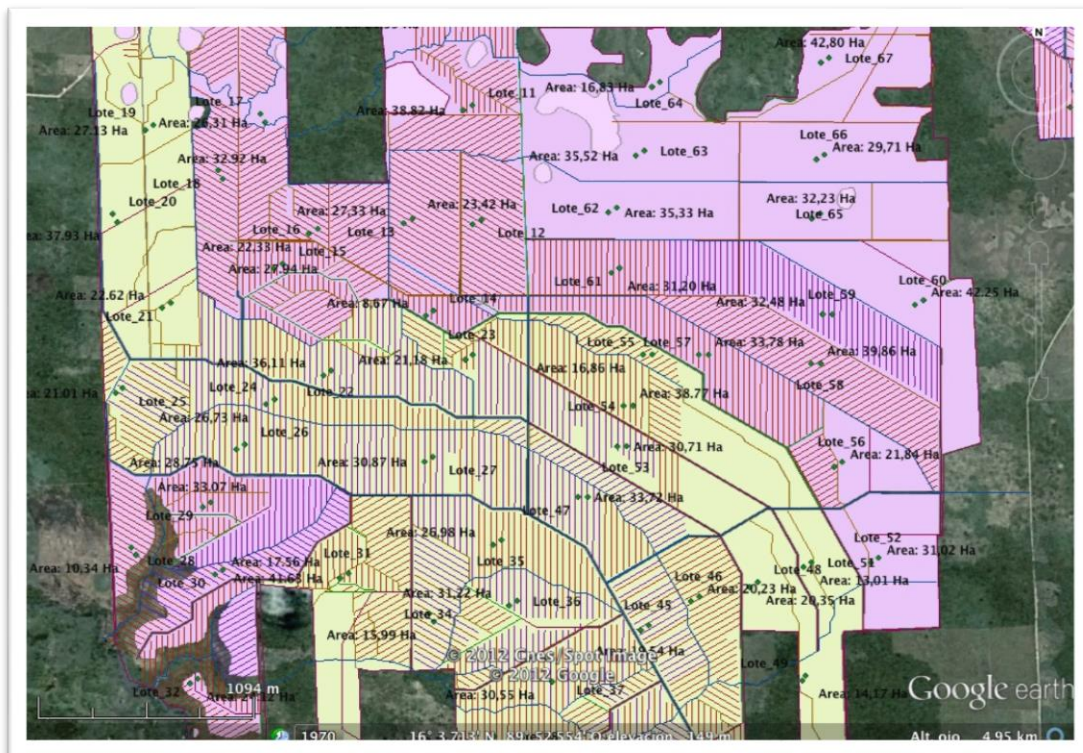 N
Area: 42,80 Ha
Lote_67
Lote_17
Lote_11
Area: 16,83 Ha
Lote_64
Lote_19
Area: 38.82 Ha
Area: 27.13 Ha
Area: 26,31 Ha
Lote_66
Area: 29,71 Ha
Area: 35,52 Ha
Lote_63
Area: 32.92 Ha
Lote_18
Lote_20
Area: 27,33 Ha
Area: 23,42 Ha
Area: 32,23 Ha
Lote_62
Area: 35,33 Ha
Lote_65
37.93 Ha
Lote_16
Lote_13
Lote_12
Area: 22,33 Ha
Lote_15
Area: 27,94 Ha
Lote_61
Area: 31,20 Ha
Lote_60
Area: 42.25 Ha
Area: 22.62 Ha
Area: 8,67 Ha
Lote_14
Area: 32,48 Ha
Lote_59
Lote_21
Lote_23
Lote_55
Lote_57
Area: 33,78 Ha
Area: 39,86 Ha
Area: 36,11 Ha
Area: 21,18 Ha
Area: 16,86 Ha
21.01 Ha
Lote_24
Lote_22
Area: 38.77 Ha
Lote_58
Lote_25
Area: 26,73 Ha
Lote_54
Lote_26
Lote_56
Area: 30,71 Ha
Area: 21,84 Ha
Area: 28,75 Ha
Area: 30.87 Ha
Lote_27
Lote_53
Area: 33.07 Ha
Lote_47
Area: 33,72 Ha
Lote_29
Area: 26,98 Ha
Lote_52
Lote_31
Lote_35
Area: 31,02 Ha
Area: 10,34 Ha
Lote_28
Area: 17.56 Ha
Lote_48
Lote_51
Lote_30
Area: 41.63 Ha
Lote_46
Area: 20,23 Ha
Area: 13,01 Ha
Area: 31,22 Ha
Lote_36
Lote_45
Area: 20,35 Ha
Lote_34
Area: 15,99 Ha
© 2012 Cnes/Spot Image
© 2012 Google
Lote_49
Lote_32
1094 m
Area: 30,55 Ha
Lote_37
Area: 14,17 Ha
Google earth
1970
16° 3.713' N
89° 52.554' O
elevación
149 m
Alt. ojo
4.95 km